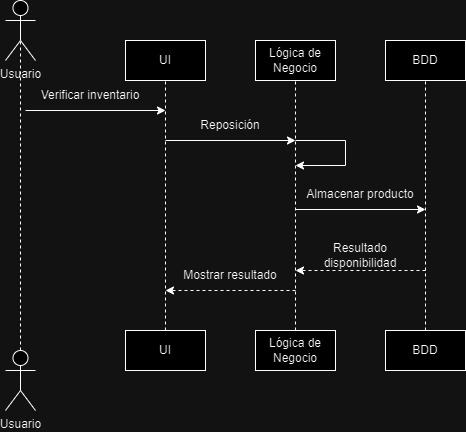 Usuario
UI
Lógica de
Negocio
BDD
Verificar inventario
Reposición
Almacenar producto
Resultado
disponibilidad
Mostrar resultado
UI
Lógica de
Negocio
BDD
Usuario